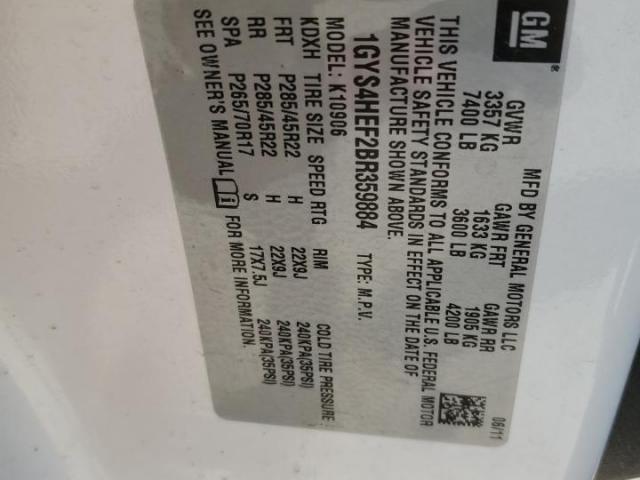 GM
MFD BY GENERAL MOTORS LLC
06/11
GVWR GAWR FRT GAWR RR
3357 KG 1633 KG 1905 KG
7400 LB 3600 LB 4200 LB
THIS VEHICLE CONFORMS TO ALL APPLICABLE U.S. FEDERAL MOTOR
VEHICLE SAFETY STANDARDS IN EFFECT ON THE DATE OF
MANUFACTURE SHOWN ABOVE.
1GYS4HEF2BR359884 TYPE: M.P.V.
MODEL: K10906
KDXH TIRE SIZE SPEED RTG RIM COLD TIRE PRESSURE
FRT P285/45R22 H 22X9J 240KPA(35PSI)
RR P285/45R22 H 22X9J 240KPA(35PSI)
SPA P265/70R17 S 17X7.5J 240KPA(35PSI)
SEE OWNER'S MANUAL FOR MORE INFORMATION.